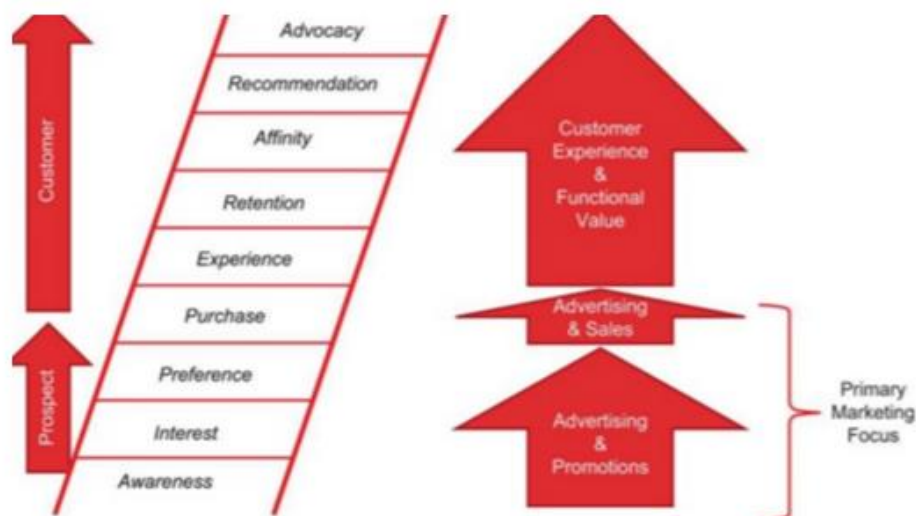 Customer
Prospect
Advocacy
Recommendation
Affinity
Retention
Experience
Purchase
Preference
Interest
Awareness
Customer
Experience
&
Functional
Value
Advertising
& Sales
Advertising
&
Promotions
Primary
Marketing
Focus